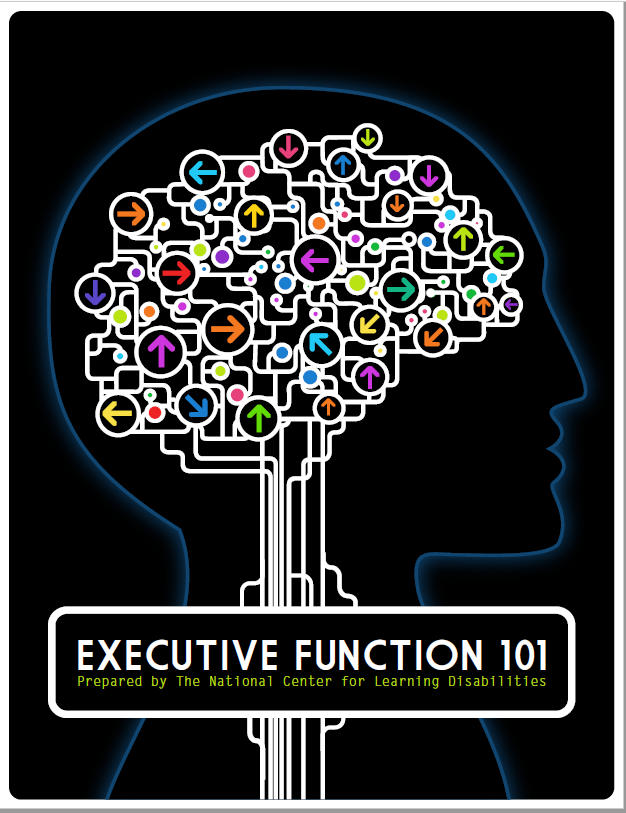 EXECUTIVE FUNCTION 101
Prepared by The National Center for Learning Disabilities